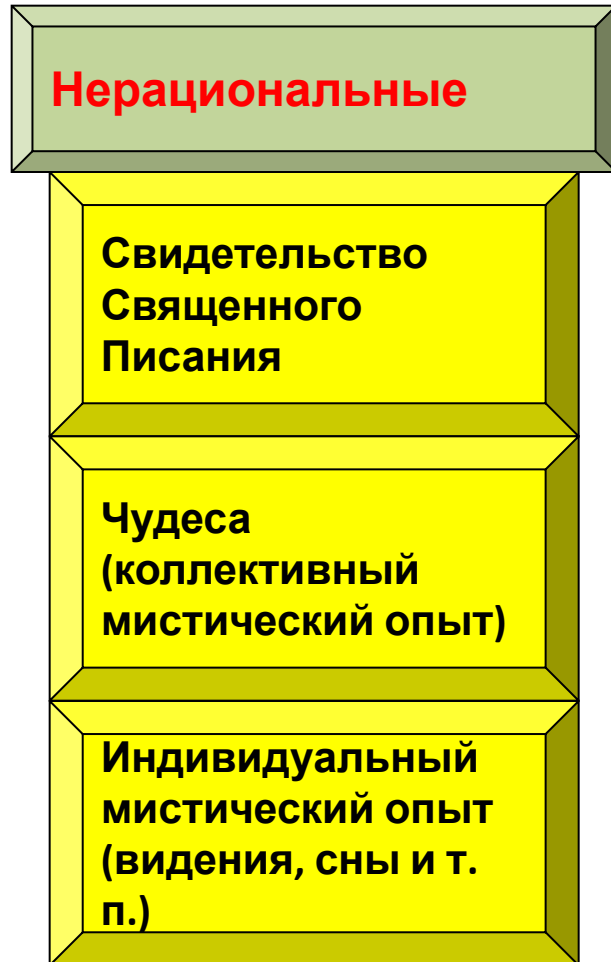 Нерациональные
Свидетельство
Священного
Писания
Чудеса
(коллективный
мистический опыт)
Индивидуальный
мистический опыт
(видения, сны и т.
п.)